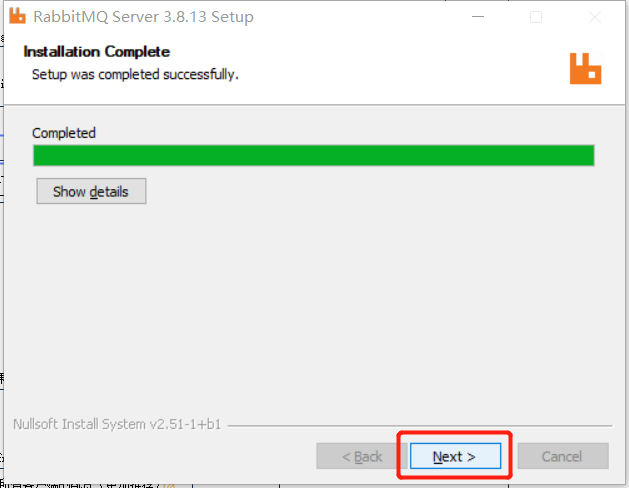 RabbitMQ Server 3.8.13 Setup
Installation Complete
Setup was completed successfully.
Completed
Show details
Nullsoft Install System v2.51-1+b1
< Back
Next >
Cancel